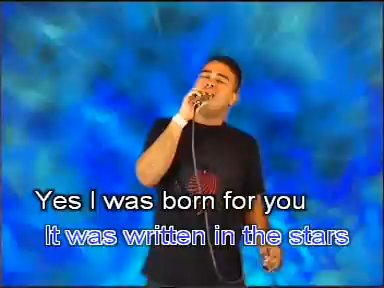 Yes I was born for you
It was written in the stars